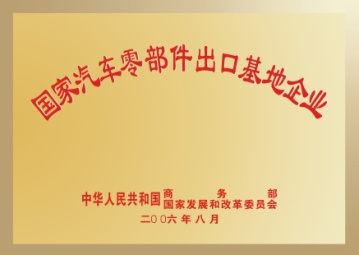 国家汽车零部件出口基地企业
中华人民共和国商务部
国家发展和改革委员会
二〇〇六年八月